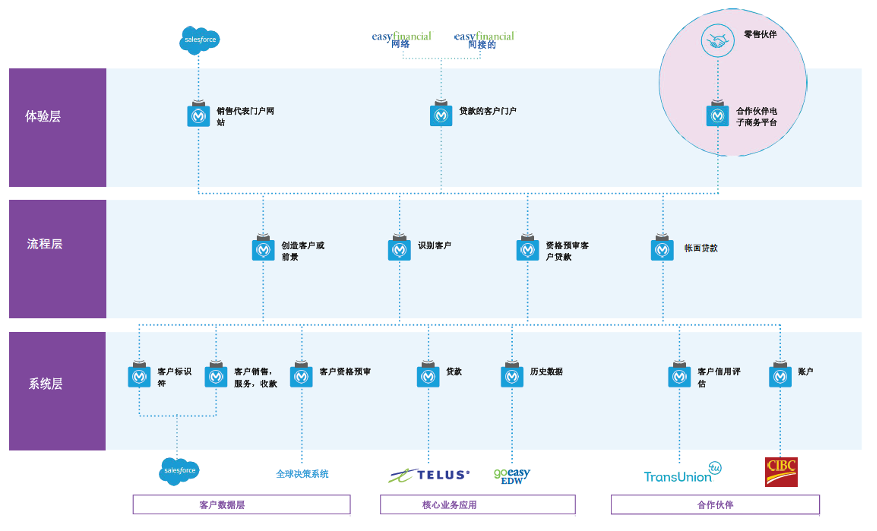 salesforce
easyfinancial
网络
easyfinancial
间接的
零售伙伴
体验层
销售代表门户网
站
贷款的客户门户
合作伙伴电
子商务平台
流程层
创造客户或
前景
识别客户
资格预审客
户贷款
帐面贷款
系统层
客户标识
符
客户销售,
服务,收款
客户资格预审
贷款
历史数据
客户信用评
估
账户
salesforce
全球决策系统
TELUS®
goeasy
EDW
TransUnion
tu
CIBC
客户数据层
核心业务应用
合作伙伴